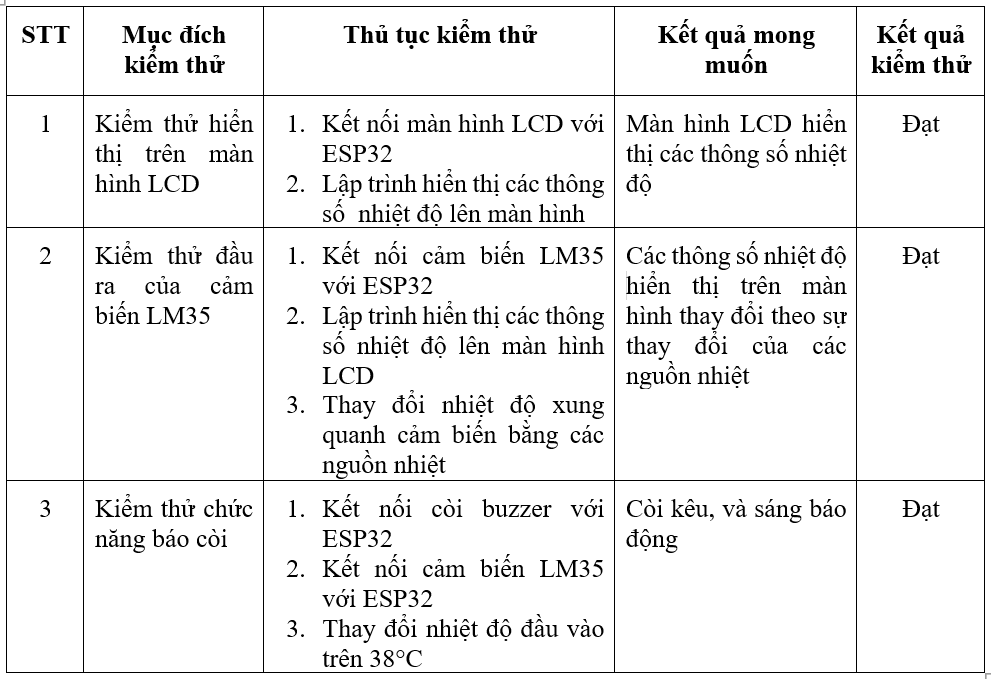 STT
Mục đích
kiểm thử
Thủ tục kiểm thử
Kết quả mong
muốn
Kết quả
kiểm thử
1
Kiểm thử hiển
thị trên màn
hình LCD
1. Kết nối màn hình LCD với
ESP32
2. Lập trình hiển thị các thông
số nhiệt độ lên màn hình
Màn hình LCD hiển
thị các thông số nhiệt
độ
Đạt
2
Kiểm thử đầu
ra của cảm
biến LM35
1. Kết nối cảm biến LM35
với ESP32
2. Lập trình hiển thị các thông
số nhiệt độ lên màn hình
LCD
3. Thay đổi nhiệt độ xung
quanh cảm biến bằng các
nguồn nhiệt
Các thông số nhiệt độ
hiển thị trên màn
hình thay đổi theo sự
thay đổi của các
nguồn nhiệt
Đạt
3
Kiểm thử chức
năng báo còi
1. Kết nối còi buzzer với
ESP32
2. Kết nối cảm biến LM35
với ESP32
3. Thay đổi nhiệt độ đầu vào
trên 38°C
Còi kêu, và sáng báo
động
Đạt